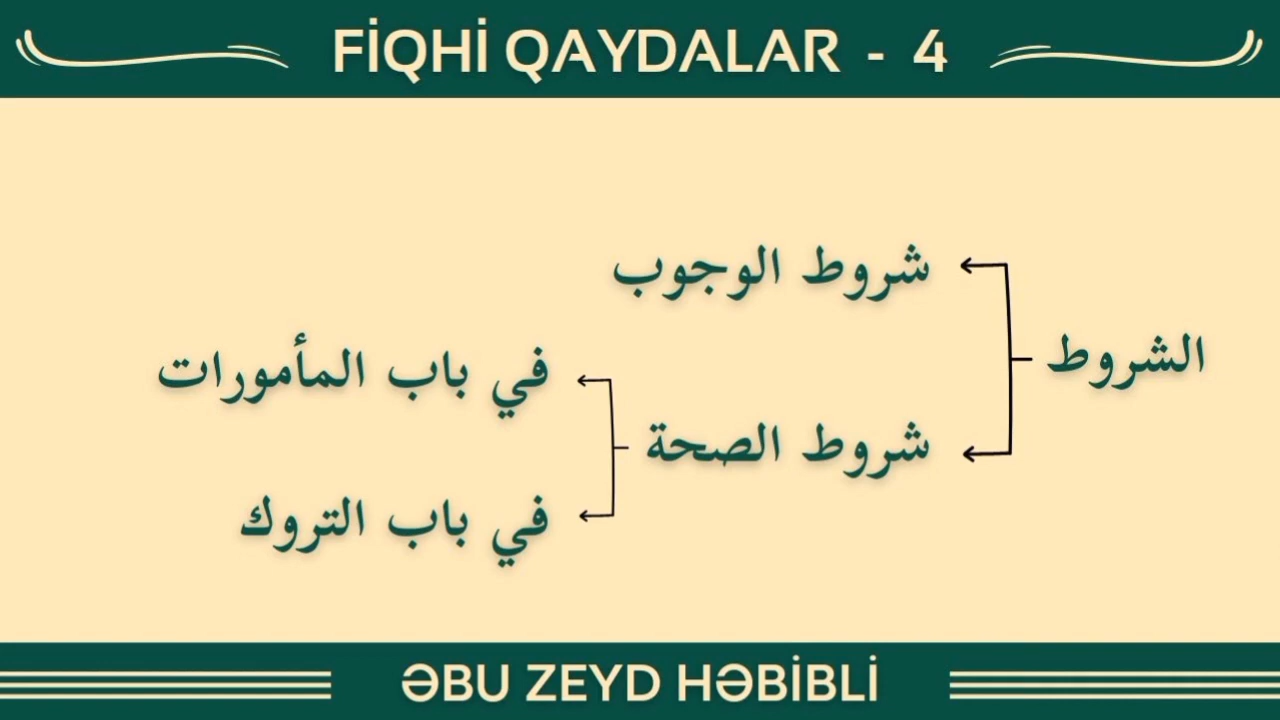 FİQHİ QAYDALAR - 4
الشروط
شروط الوجوب
شروط الصحة
في باب المأمورات
في باب التروك
ƏBU ZEYD HƏBİBLİ